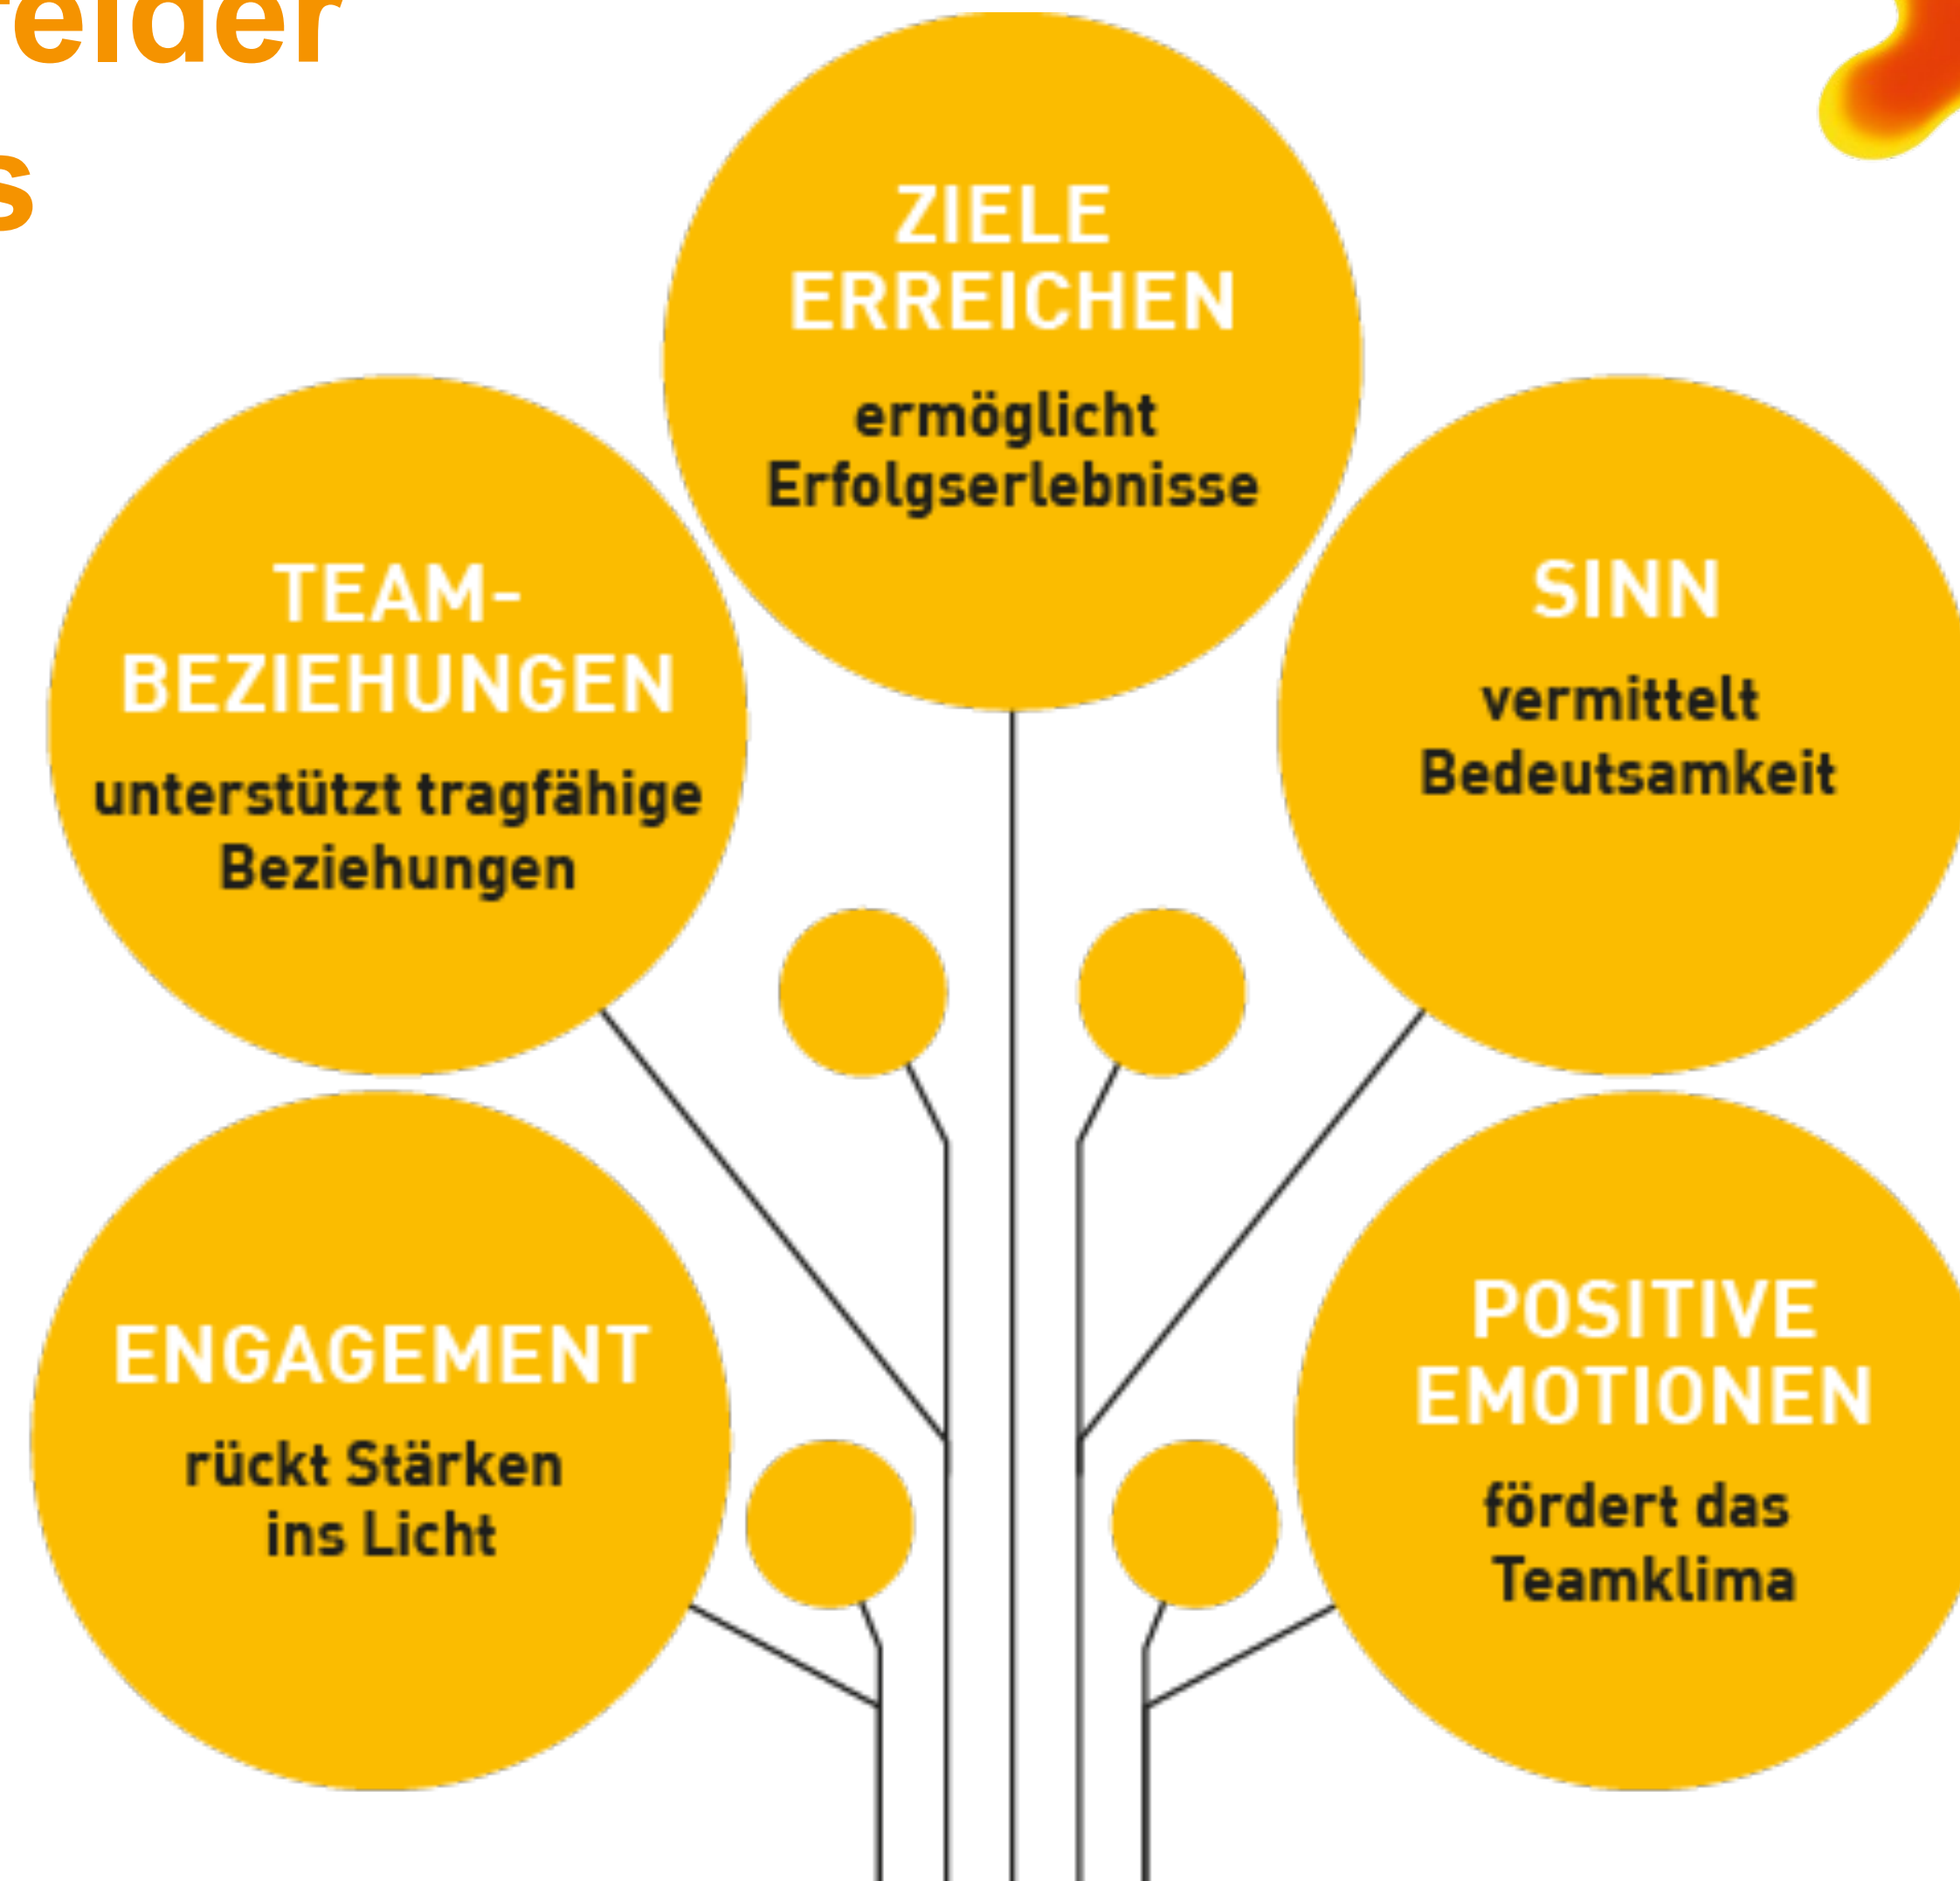 elder
s
ZIELE
ERREICHEN
ermöglicht
Erfolgserlebnisse
TEAM-
BEZIEHUNGEN
unterstützt tragfähige
Beziehungen
SINN
vermittelt
Bedeutsamkeit
ENGAGEMENT
rückt Stärken
ins Licht
POSITIVE
EMOTIONEN
fördert das
Teamklima